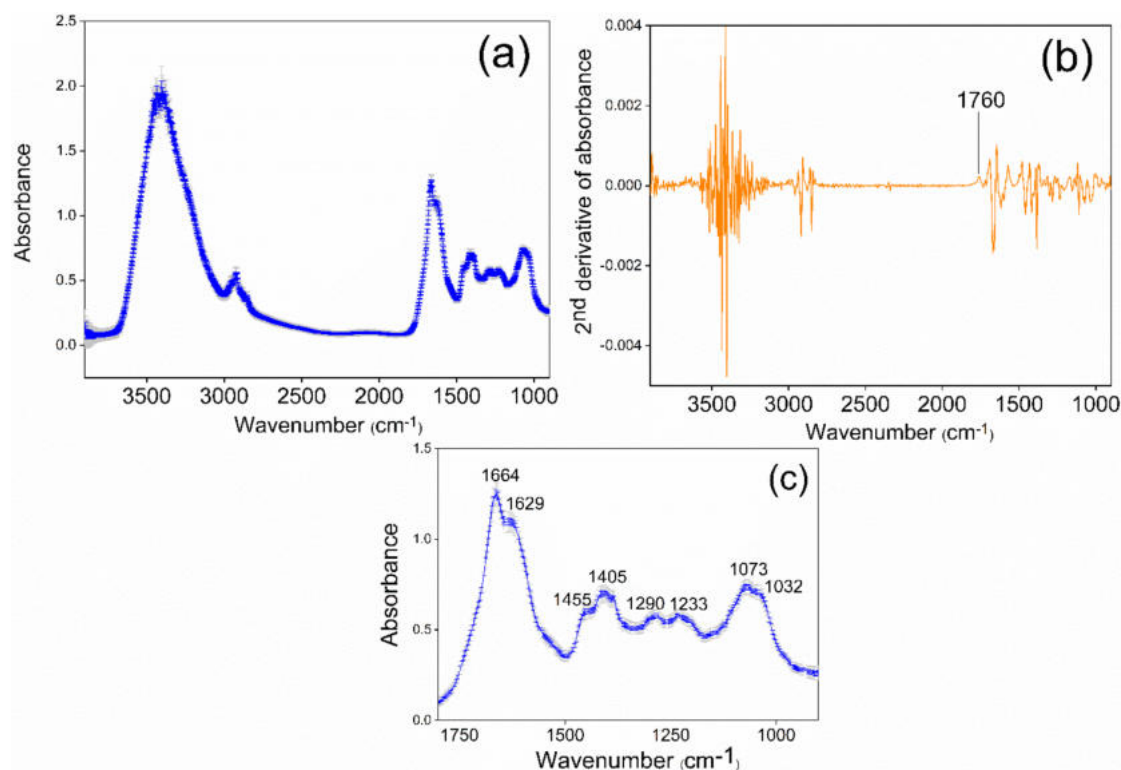 (a)
2.5
2.0
1.5
1.0
0.5
0.0
Absorbance
3500 3000 2500 2000 1500 1000
Wavenumber (cm-1)
(b)
1760
0.004
0.002
0.000
-0.002
-0.004
2nd derivative of absorbance
3500 3000 2500 2000 1500 1000
Wavenumber (cm-1)
(c)
1.5
1.0
0.5
0.0
Absorbance
1664
1629
1455
1405
1290
1233
1073
1032
1750 1500 1250 1000
Wavenumber (cm-1)